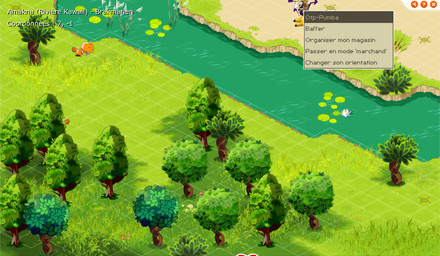 Amakna (Rivière Kawaii) - Brakmarien
Coordonnées : 7, -1
Otp-Pumba
Baffer
Organiser mon magasin
Passer en mode 'marchand'
Changer son orientation